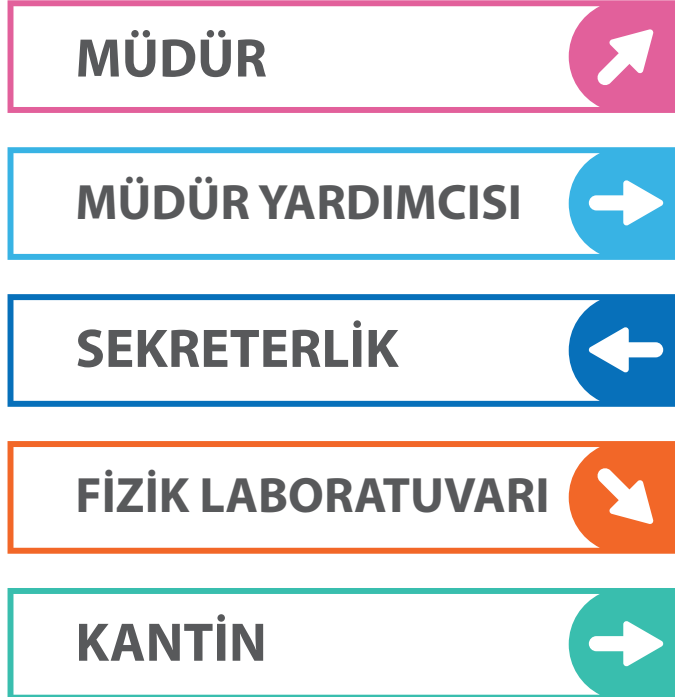 MÜDÜR
MÜDÜR YARDIMCISI
SEKRETERLİK
FİZİK LABORATUVARI
KANTİN